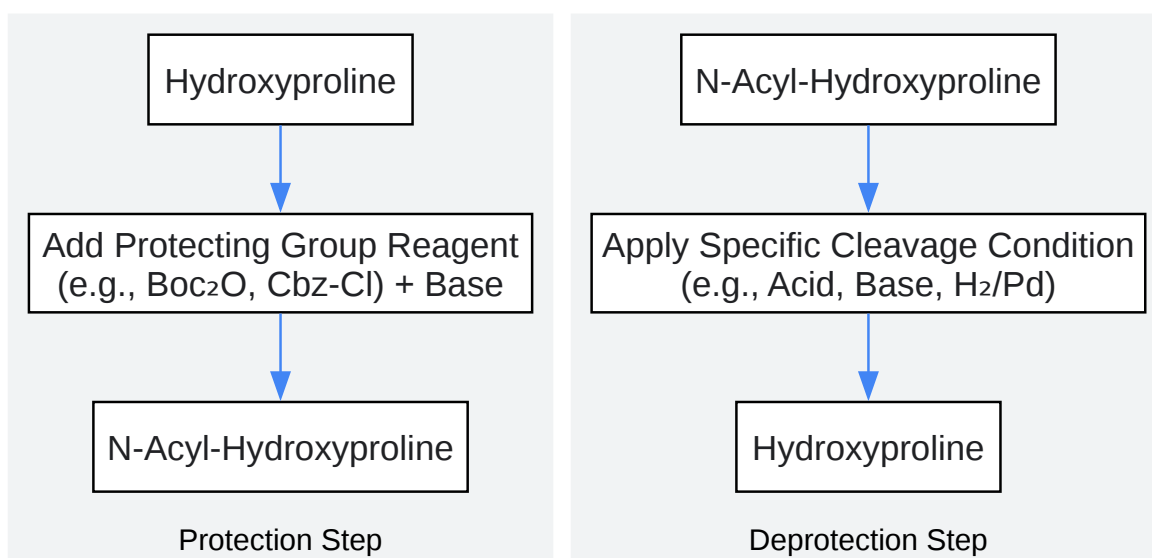 Hydroxyproline
Add Protecting Group Reagent
(e.g., Boc₂O, Cbz-Cl) + Base
N-Acyl-Hydroxyproline
Protection Step
N-Acyl-Hydroxyproline
Apply Specific Cleavage Condition
(e.g., Acid, Base, H₂/Pd)
Hydroxyproline
Deprotection Step